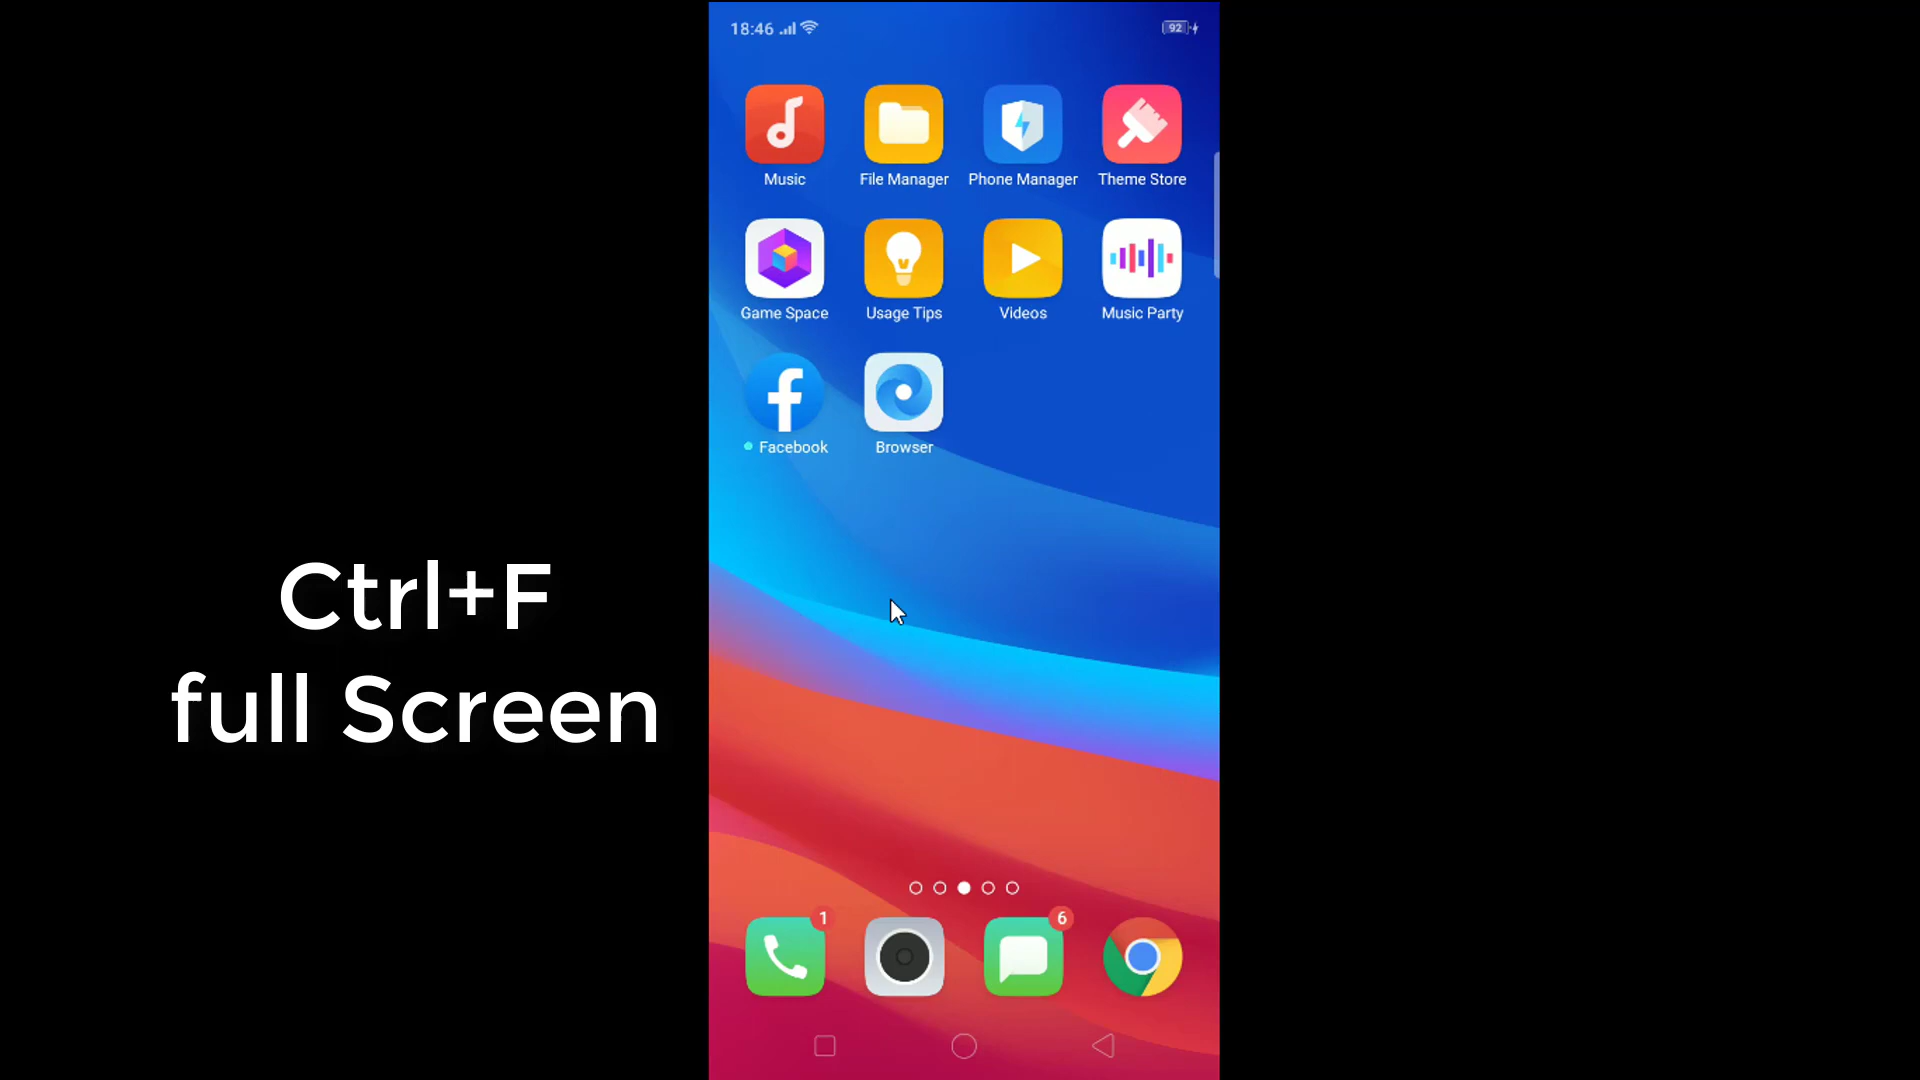 18:46
92
Music
File Manager
Phone Manager
Theme Store
Game Space
Usage Tips
Videos
Music Party
Facebook
Browser
Ctrl+F
full Screen
1
6